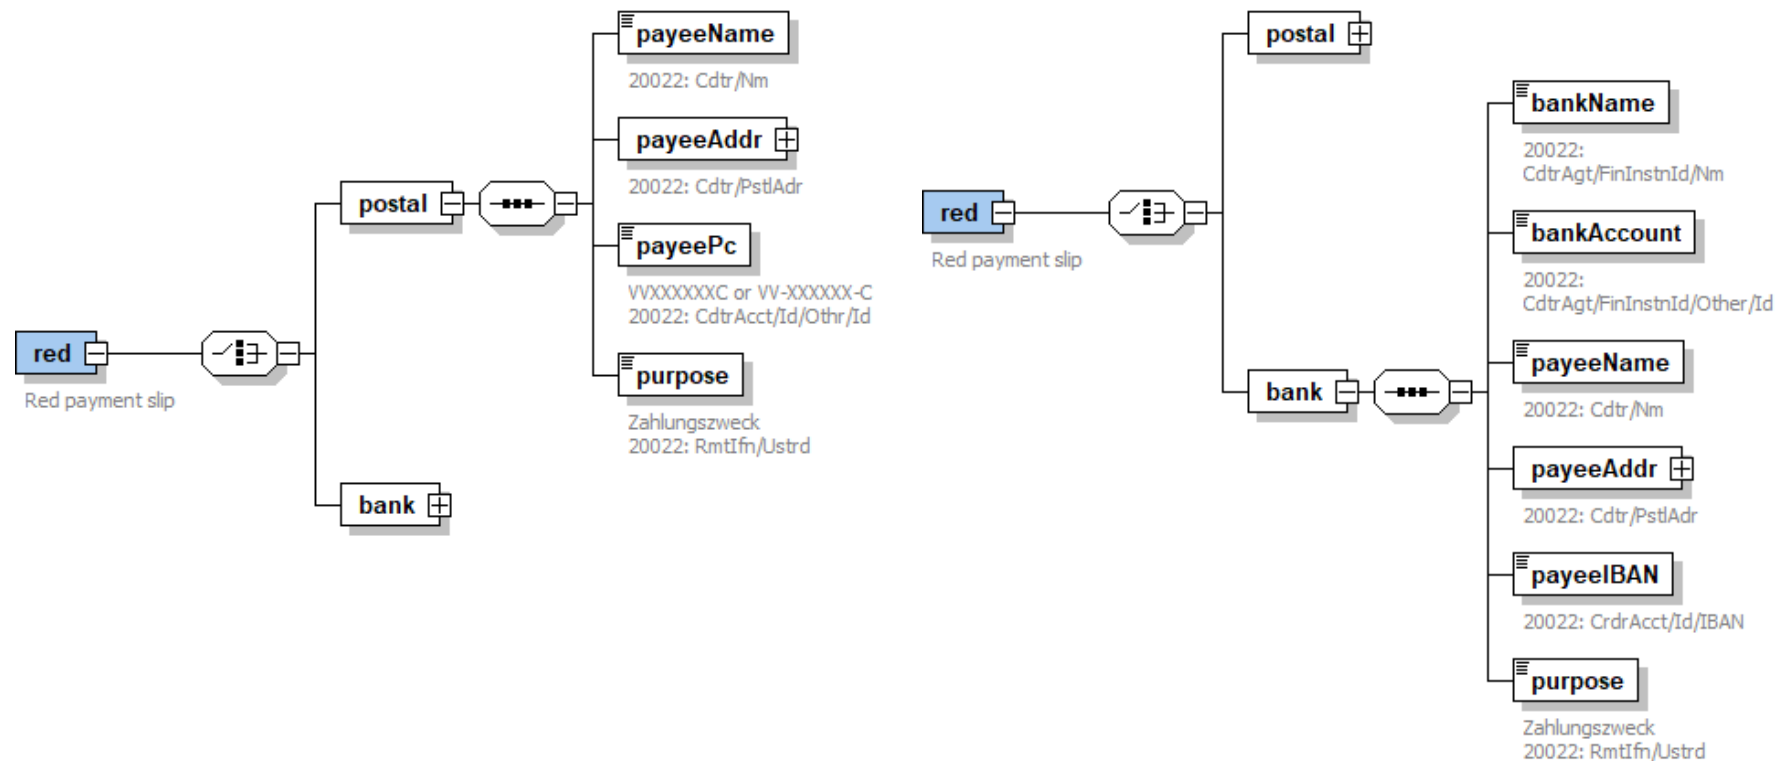 payeeName
20022: Cdtr/Nm
payeeAddr
20022: Cdtr/PstlAdr
postal
payeePc
VVXXXXXXC or VV-XXXXXX-C
20022: CdtrAcct/Id/Othr/Id
red
Red payment slip
purpose
Zahlungszweck
20022: RmtIfn/Ustrd
bank
postal
bankName
20022:
CdtrAgt/FinInstnId/Nm
red
Red payment slip
bankAccount
20022:
CdtrAgt/FinInstnId/Other/Id
payeeName
20022: Cdtr/Nm
bank
payeeAddr
20022: Cdtr/PstlAdr
payeeIBAN
20022: CrdrAcct/Id/IBAN
purpose
Zahlungszweck
20022: RmtIfn/Ustrd